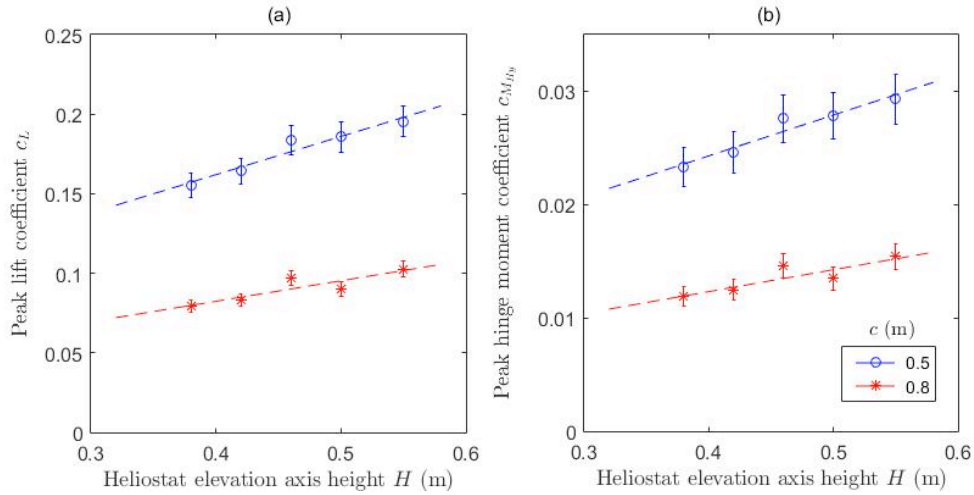 (a)
Peak lift coefficient c_L
0.25
0.2
0.15
0.1
0.05
0
0.3 0.4 0.5 0.6
Heliostat elevation axis height H (m)
(b)
Peak hinge moment coefficient c_{M_{Hy}}
0.03
0.02
0.01
0
0.3 0.4 0.5 0.6
Heliostat elevation axis height H (m)
c (m)
0.5
0.8